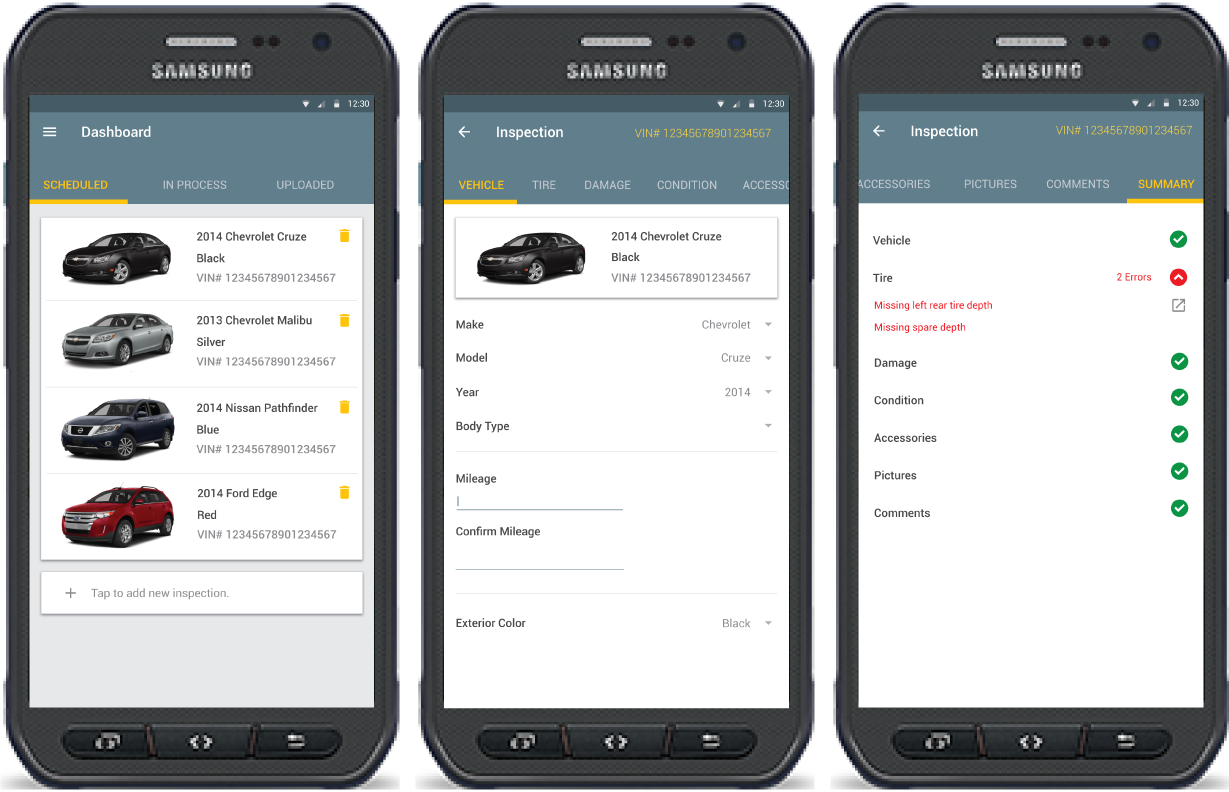 SAMSUNG
12:30
Dashboard
SCHEDULED IN PROCESS UPLOADED
2014 Chevrolet Cruze
Black
VIN# 12345678901234567
2013 Chevrolet Malibu
Silver
VIN# 12345678901234567
2014 Nissan Pathfinder
Blue
VIN# 12345678901234567
2014 Ford Edge
Red
VIN# 12345678901234567
+ Tap to add new inspection.
SAMSUNG
12:30
Inspection VIN# 12345678901234567
VEHICLE TIRE DAMAGE CONDITION ACCESSO
2014 Chevrolet Cruze
Black
VIN# 12345678901234567
Make Chevrolet
Model Cruze
Year 2014
Body Type
Mileage
Confirm Mileage
Exterior Color Black
SAMSUNG
12:30
Inspection VIN# 12345678901234567
ACCESSORIES PICTURES COMMENTS SUMMARY
Vehicle
Tire 2 Errors
Missing left rear tire depth
Missing spare depth
Damage
Condition
Accessories
Pictures
Comments